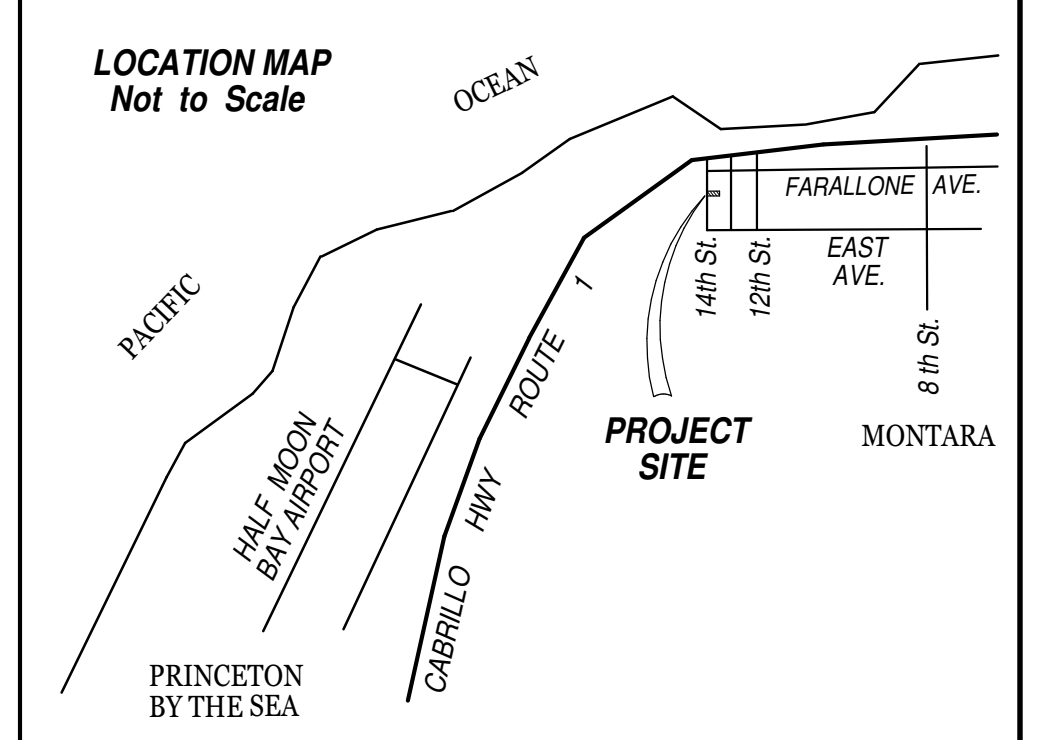 LOCATION MAP
Not to Scale
OCEAN
PACIFIC
FARALLONE AVE.
EAST
AVE.
14th St.
12th St.
8 th St.
1
ROUTE
HWY
CABRILLO
PROJECT
SITE
MONTARA
HALF MOON
BAY AIRPORT
PRINCETON
BY THE SEA